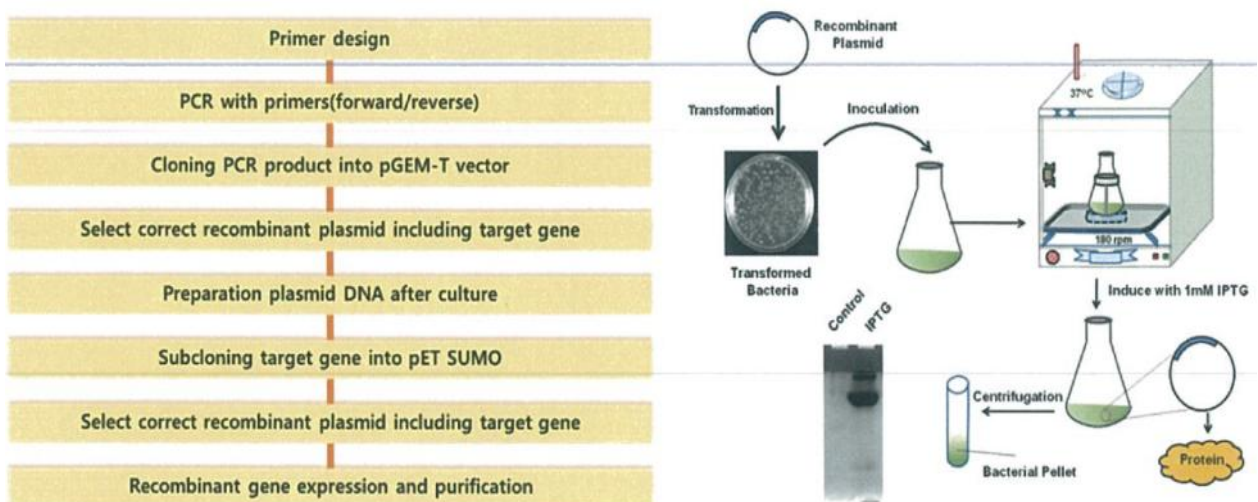 Primer design
PCR with primers(forward/reverse)
Cloning PCR product into pGEM-T vector
Select correct recombinant plasmid including target gene
Preparation plasmid DNA after culture
Subcloning target gene into pET SUMO
Select correct recombinant plasmid including target gene
Recombinant gene expression and purification
Recombinant
Plasmid
Transformation
Inoculation
37°C
180 rpm
Transformed
Bacteria
Induce with 1mM IPTG
Control
IPTG
Centrifugation
Bacterial Pellet
Protein